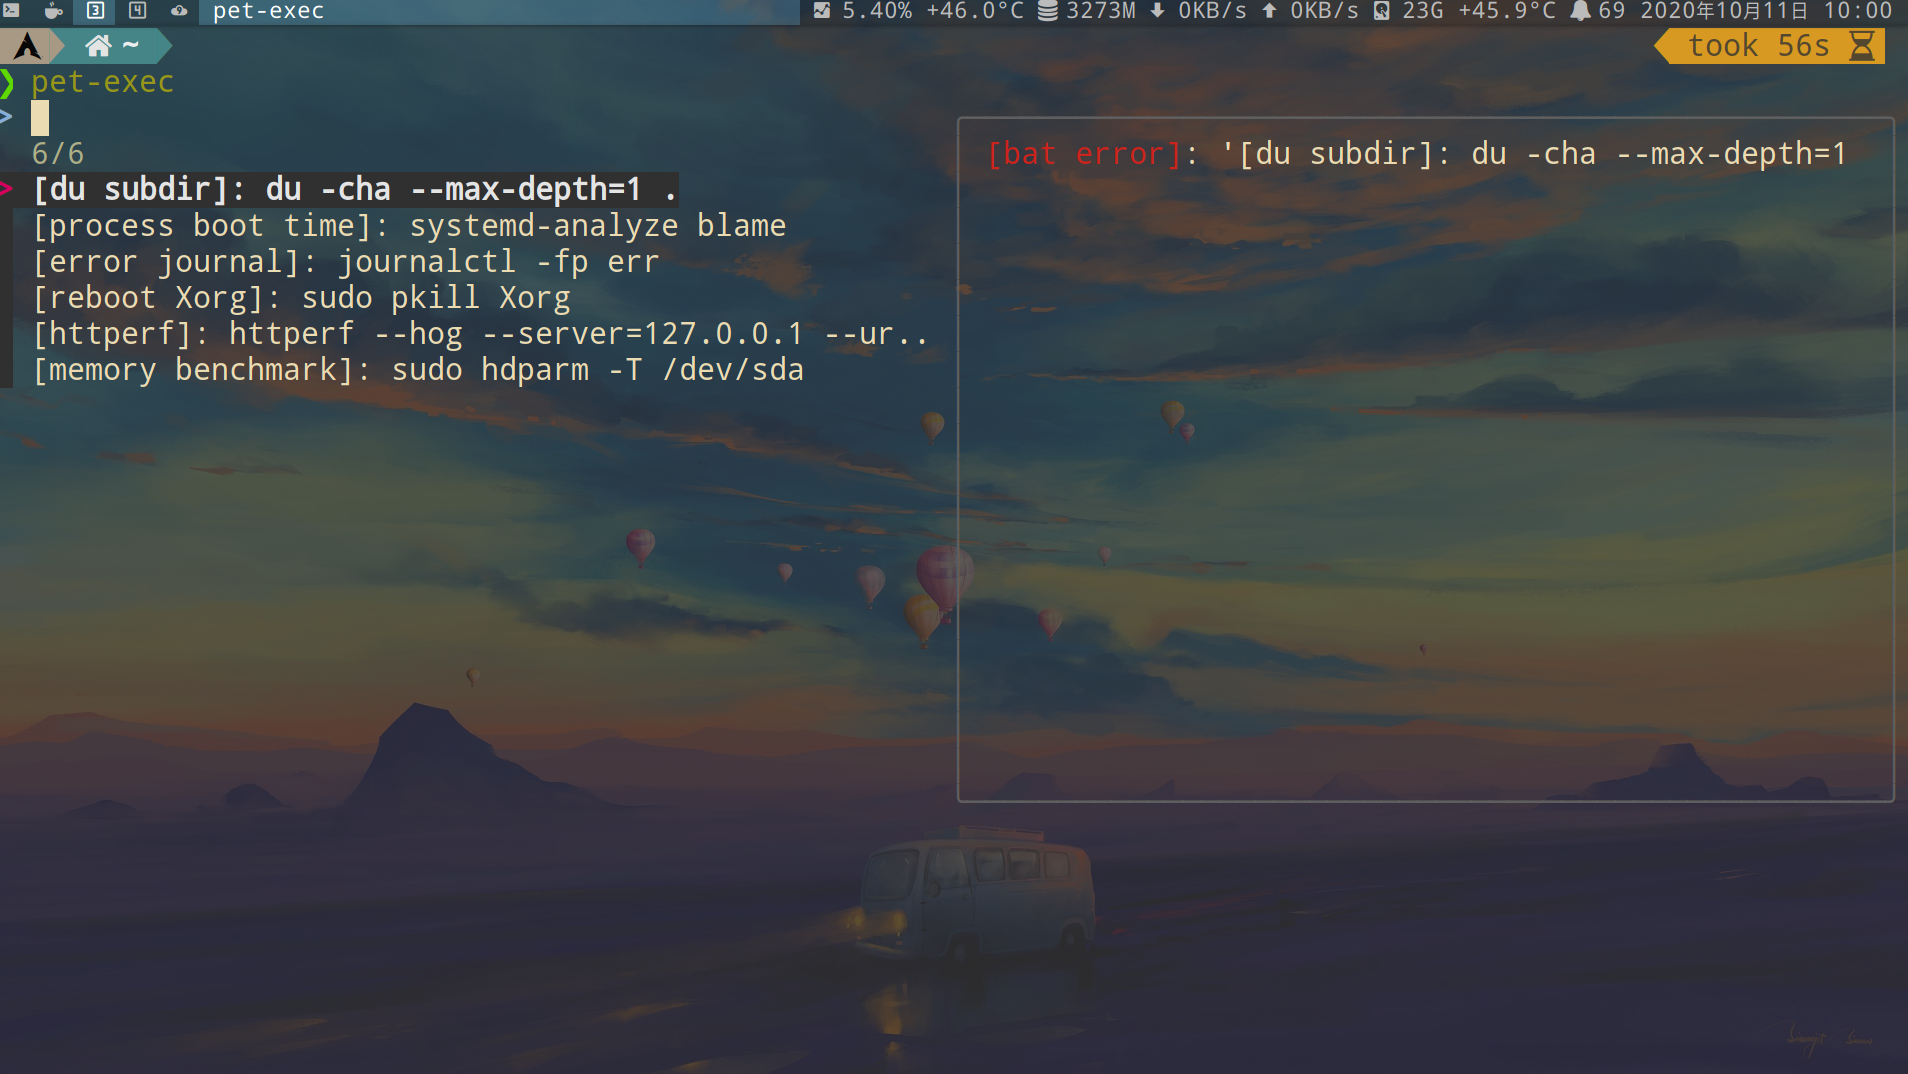 3 4 9 pet-exec 5.40% +46.0°C 3273M 0KB/s 0KB/s 23G +45.9°C 69 2020年10月11日 10:00
~ took 56s
❯ pet-exec
>
6/6
> [du subdir]: du -cha --max-depth=1 .
[process boot time]: systemd-analyze blame
[error journal]: journalctl -fp err
[reboot Xorg]: sudo pkill Xorg
[httperf]: httperf --hog --server=127.0.0.1 --ur..
[memory benchmark]: sudo hdparm -T /dev/sda
[bat error]: '[du subdir]: du -cha --max-depth=1